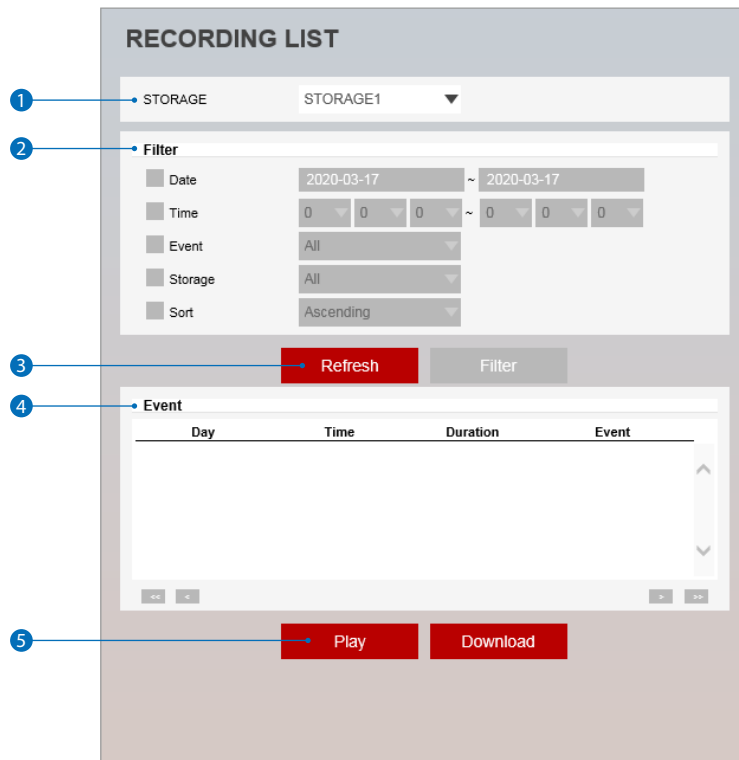 RECORDING LIST
1 STORAGE STORAGE1
2 Filter
Date 2020-03-17 ~ 2020-03-17
Time 0 0 0 ~ 0 0 0
Event All
Storage All
Sort Ascending
3 Refresh Filter
4 Event
Day Time Duration Event
<< < > >>
5 Play Download